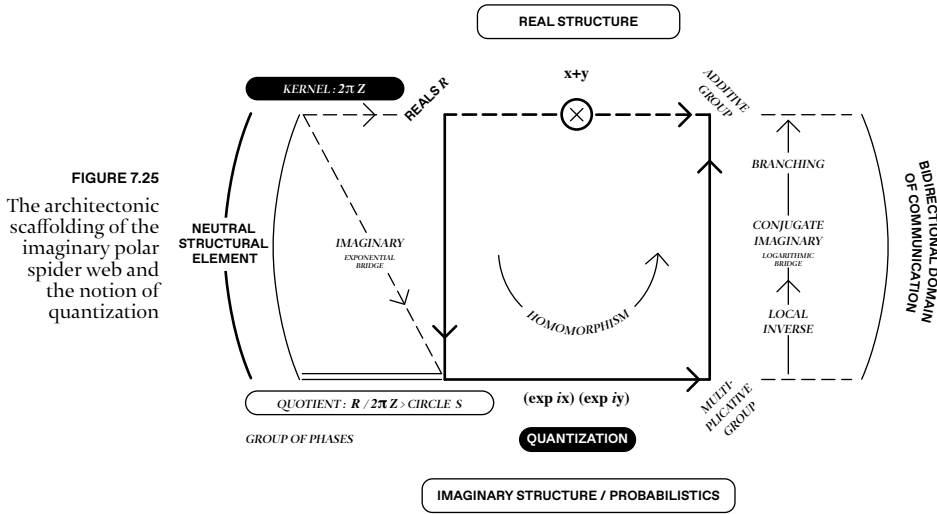 REAL STRUCTURE
x+y
KERNEL : 2π Z
REALS R
ADDITIVE
GROUP
FIGURE 7.25
The architectonic
scaffolding of the
imaginary polar
spider web and
the notion of
quantization
NEUTRAL
STRUCTURAL
ELEMENT
IMAGINARY
EXPONENTIAL
BRIDGE
HOMOMORPHISM
BRANCHING
CONJUGATE
IMAGINARY
LOGARITHMIC
BRIDGE
LOCAL
INVERSE
BIDIRECTIONAL DOMAIN
OF COMMUNICATION
QUOTIENT : R / 2π Z > CIRCLE S
(exp ix) (exp iy)
MULTI-
PLICATIVE
GROUP
GROUP OF PHASES
QUANTIZATION
IMAGINARY STRUCTURE / PROBABILISTICS